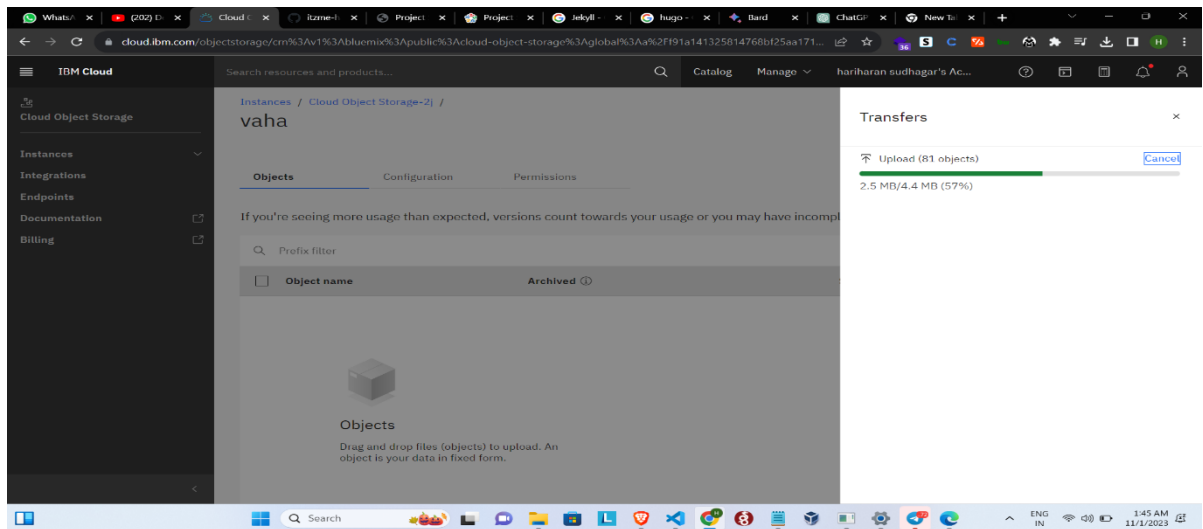 WhatsA
(202) D
Cloud C
itzme-h
Project
Project
Jekyll -
hugo -
Bard
ChatGP
New Ta
cloud.ibm.com/objectstorage/crn%3Av1%3Abluemix%3Apublic%3Acloud-object-storage%3Aglobal%3Aa%2Ff91a141325814768bf25aa171...
36
IBM Cloud
Search resources and products...
Catalog
Manage
hariharan sudhagar's Ac...
Cloud Object Storage
Instances
Integrations
Endpoints
Documentation
Billing
Instances / Cloud Object Storage-2j /
vaha
Objects
Configuration
Permissions
If you're seeing more usage than expected, versions count towards your usage or you may have incompl
Prefix filter
Object name
Archived
Objects
Drag and drop files (objects) to upload. An
object is your data in fixed form.
Transfers
Upload (81 objects)
Cancel
2.5 MB/4.4 MB (57%)
Search
ENG
IN
1:45 AM
11/1/2023